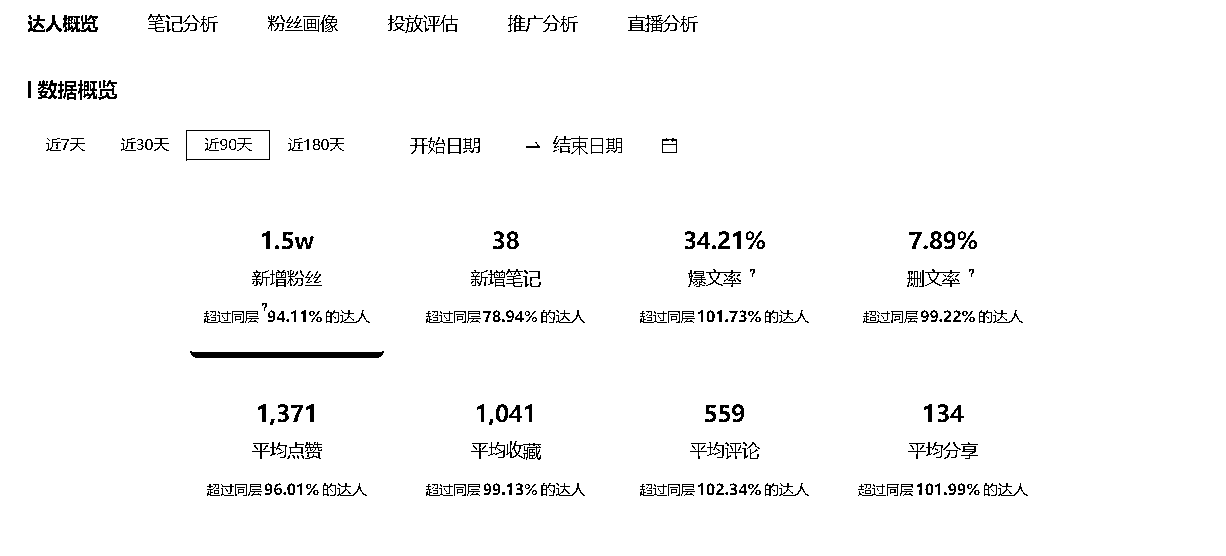 达人概览 笔记分析 粉丝画像 投放评估 推广分析 直播分析
数据概览
近7天 近30天 近90天 近180天 开始日期 → 结束日期
1.5w 38 34.21% 7.89%
新增粉丝 新增笔记 爆文率 ? 删文率 ?
超过同层?94.11% 的达人 超过同层78.94% 的达人 超过同层101.73% 的达人 超过同层99.22% 的达人
1,371 1,041 559 134
平均点赞 平均收藏 平均评论 平均分享
超过同层96.01% 的达人 超过同层99.13% 的达人 超过同层102.34% 的达人 超过同层101.99% 的达人